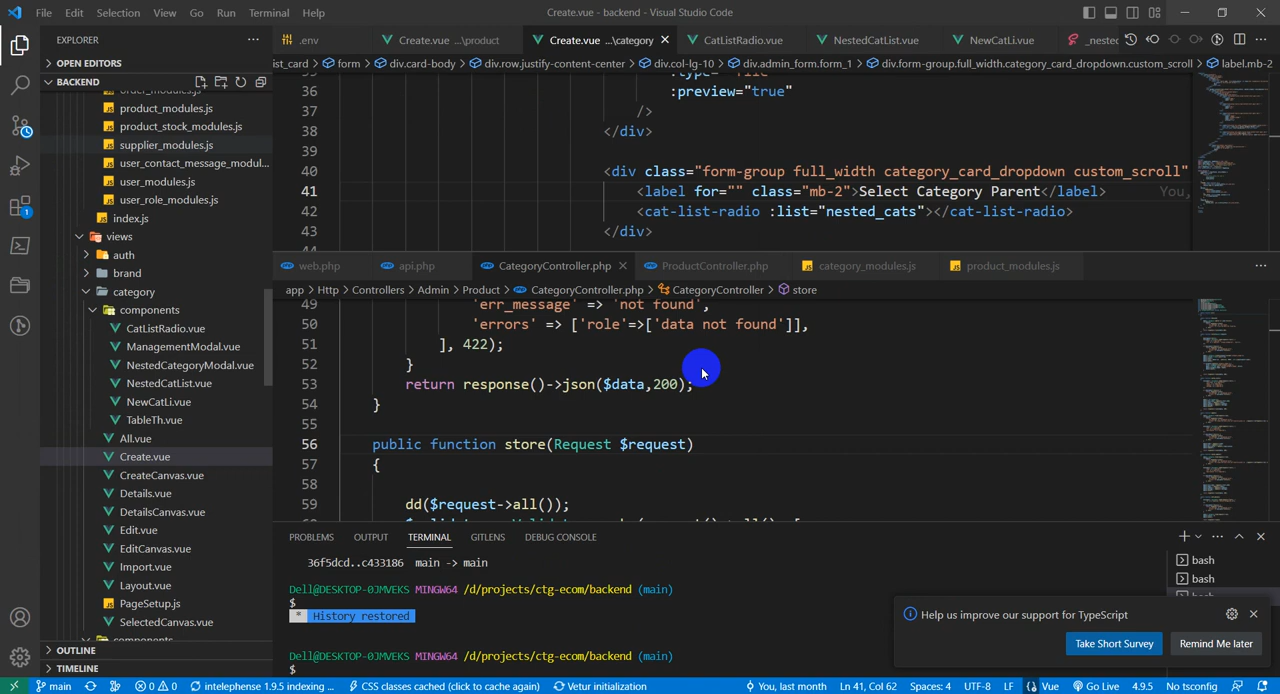 File Edit Selection View Go Run Terminal Help
Create.vue - backend - Visual Studio Code
EXPLORER
OPEN EDITORS
BACKEND
product_modules.js
product_stock_modules.js
supplier_modules.js
user_contact_message_modul...
user_modules.js
user_role_modules.js
index.js
views
auth
brand
category
components
CatListRadio.vue
ManagementModal.vue
NestedCategoryModal.vue
NestedCatList.vue
NewCatLi.vue
TableTh.vue
All.vue
Create.vue
CreateCanvas.vue
Details.vue
DetailsCanvas.vue
Edit.vue
EditCanvas.vue
Import.vue
Layout.vue
PageSetup.js
SelectedCanvas.vue
OUTLINE
TIMELINE
.env Create.vue ...\product Create.vue ...\category CatListRadio.vue NestedCatList.vue NewCatLi.vue _nestec
ist_card > form > div.card-body > div.row.justify-content-center > div.col-lg-10 > div.admin_form.form_1 > div.form-group.full_width.category_card_dropdown.custom_scroll > label.mb-2
36 :preview="true"
37 />
38 </div>
39
40 <div class="form-group full_width category_card_dropdown custom_scroll"
41 <label for="" class="mb-2">Select Category Parent</label> You,
42 <cat-list-radio :list="nested_cats"></cat-list-radio>
43 </div>
web.php api.php CategoryController.php ProductController.php category_modules.js product_modules.js
app > Http > Controllers > Admin > Product > CategoryController.php > CategoryController > store
49 'err_message' => 'not found',
50 'errors' => ['role'=>['data not found']],
51 ], 422);
52 }
53 return response()->json($data,200);
54 }
55
56 public function store(Request $request)
57 {
58
59 dd($request->all());
PROBLEMS OUTPUT TERMINAL GITLENS DEBUG CONSOLE
36f5dcd..c433186 main -> main
Dell@DESKTOP-0JMVEKS MINGW64 /d/projects/ctg-ecom/backend (main)
$
* History restored
Dell@DESKTOP-0JMVEKS MINGW64 /d/projects/ctg-ecom/backend (main)
$
bash
bash
Help us improve our support for TypeScript
Take Short Survey Remind Me later
main 0 0 intelephense 1.9.5 indexing ... CSS classes cached (click to cache again) Vetur initialization You, last month Ln 41, Col 62 Spaces: 4 UTF-8 LF Vue Go Live 4.9.5 No tsconfig